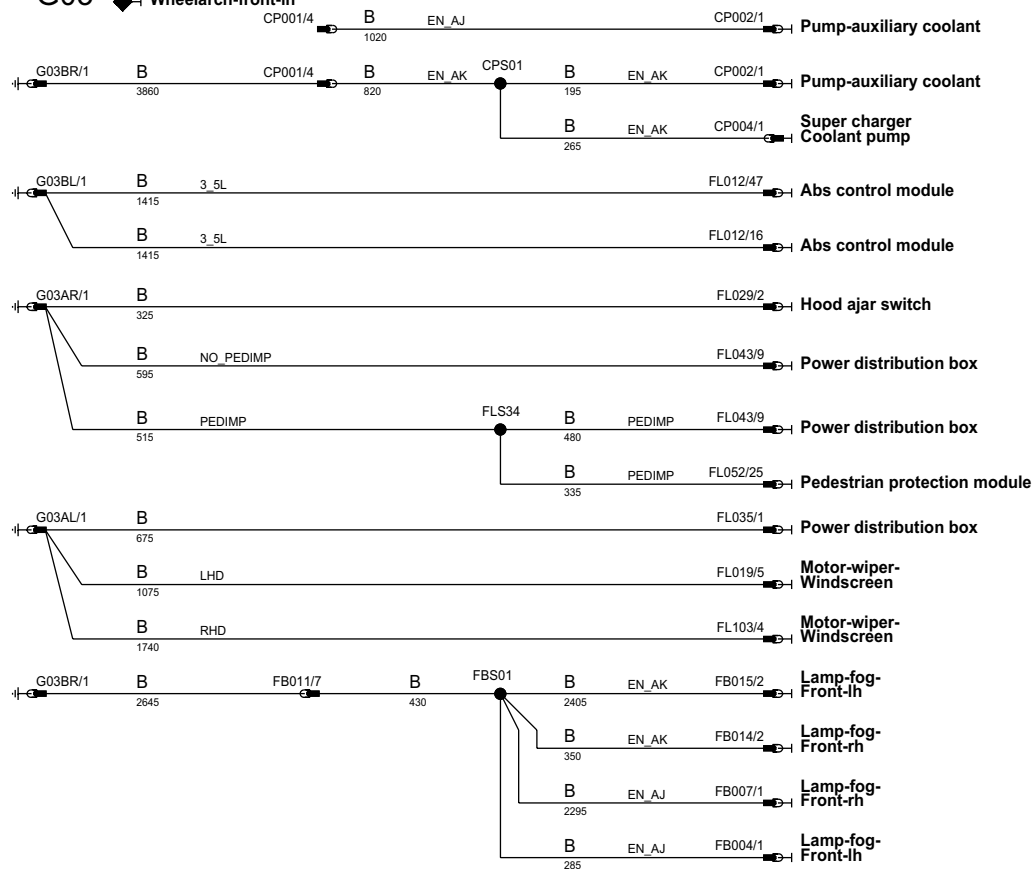 CP001/4 B EN_AJ CP002/1 Pump-auxiliary coolant
1020
G03BR/1 B CP001/4 B EN_AK CPS01 B EN_AK CP002/1 Pump-auxiliary coolant
3860 820 195
B EN_AK CP004/1 Super charger
Coolant pump
265
G03BL/1 B 3_5L FL012/47 Abs control module
1415
B 3_5L FL012/16 Abs control module
1415
G03AR/1 B FL029/2 Hood ajar switch
325
B NO_PEDIMP FL043/9 Power distribution box
595
B PEDIMP FLS34 B PEDIMP FL043/9 Power distribution box
515 480
B PEDIMP FL052/25 Pedestrian protection module
335
G03AL/1 B FL035/1 Power distribution box
675
B LHD FL019/5 Motor-wiper-
Windscreen
1075
B RHD FL103/4 Motor-wiper-
Windscreen
1740
G03BR/1 B FB011/7 B FBS01 B EN_AK FB015/2 Lamp-fog-
Front-lh
2645 430 2405
B EN_AK FB014/2 Lamp-fog-
Front-rh
350
B EN_AJ FB007/1 Lamp-fog-
Front-rh
2295
B EN_AJ FB004/1 Lamp-fog-
Front-lh
285